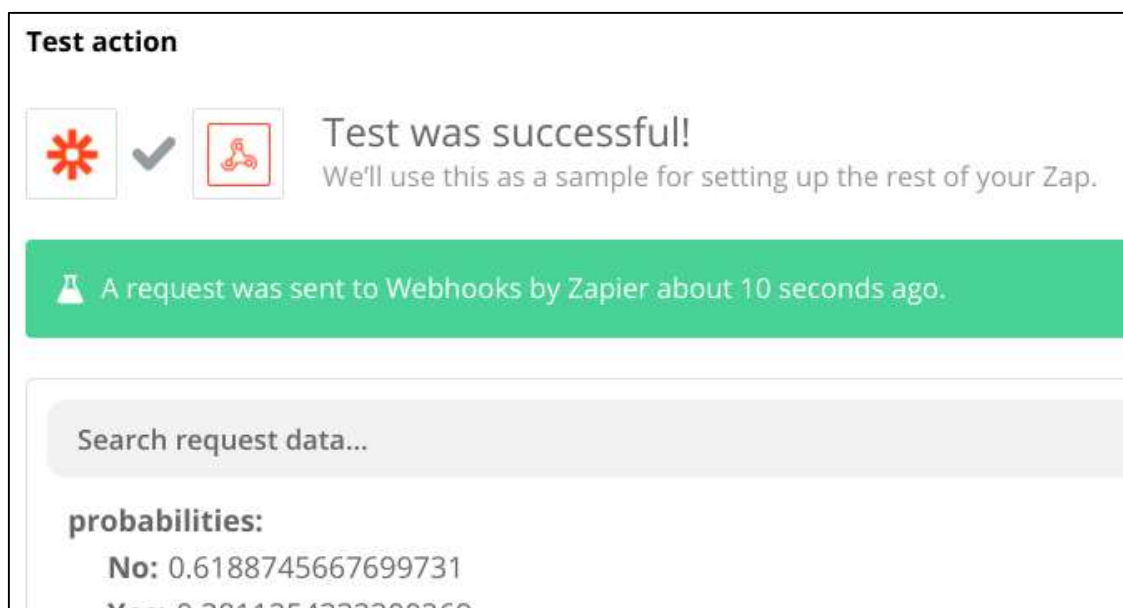 Test action
Test was successful!
We'll use this as a sample for setting up the rest of your Zap.
A request was sent to Webhooks by Zapier about 10 seconds ago.
Search request data...
probabilities:
No: 0.6188745667699731